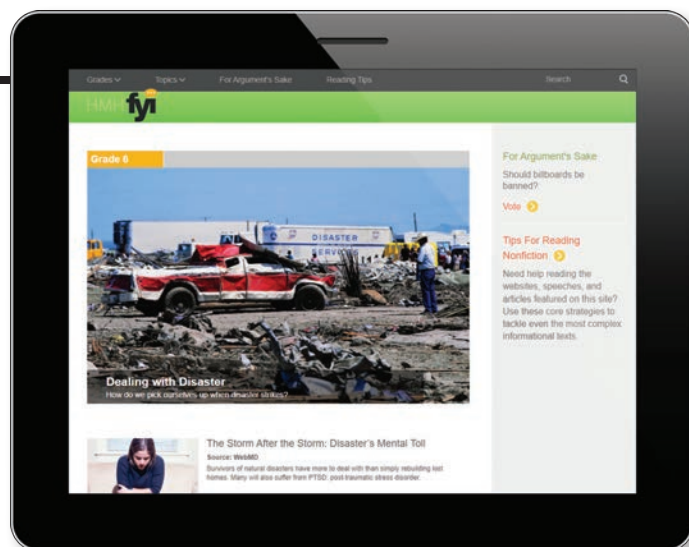 Grades Topics For Argument's Sake Reading Tips Search
HMH fyi
Grade 6
DISASTER
SERVICES
Dealing with Disaster
How do we pick ourselves up when disaster strikes?
The Storm After the Storm: Disaster's Mental Toll
Source: WebMD
Survivors of natural disasters have more to deal with than simply rebuilding lost
homes. Many will also suffer from PTSD: post-traumatic stress disorder.
For Argument's Sake
Should billboards be
banned?
Vote
Tips For Reading
Nonfiction
Need help reading the
websites, speeches, and
articles featured on this site?
Use these core strategies to
tackle even the most complex
informational texts.